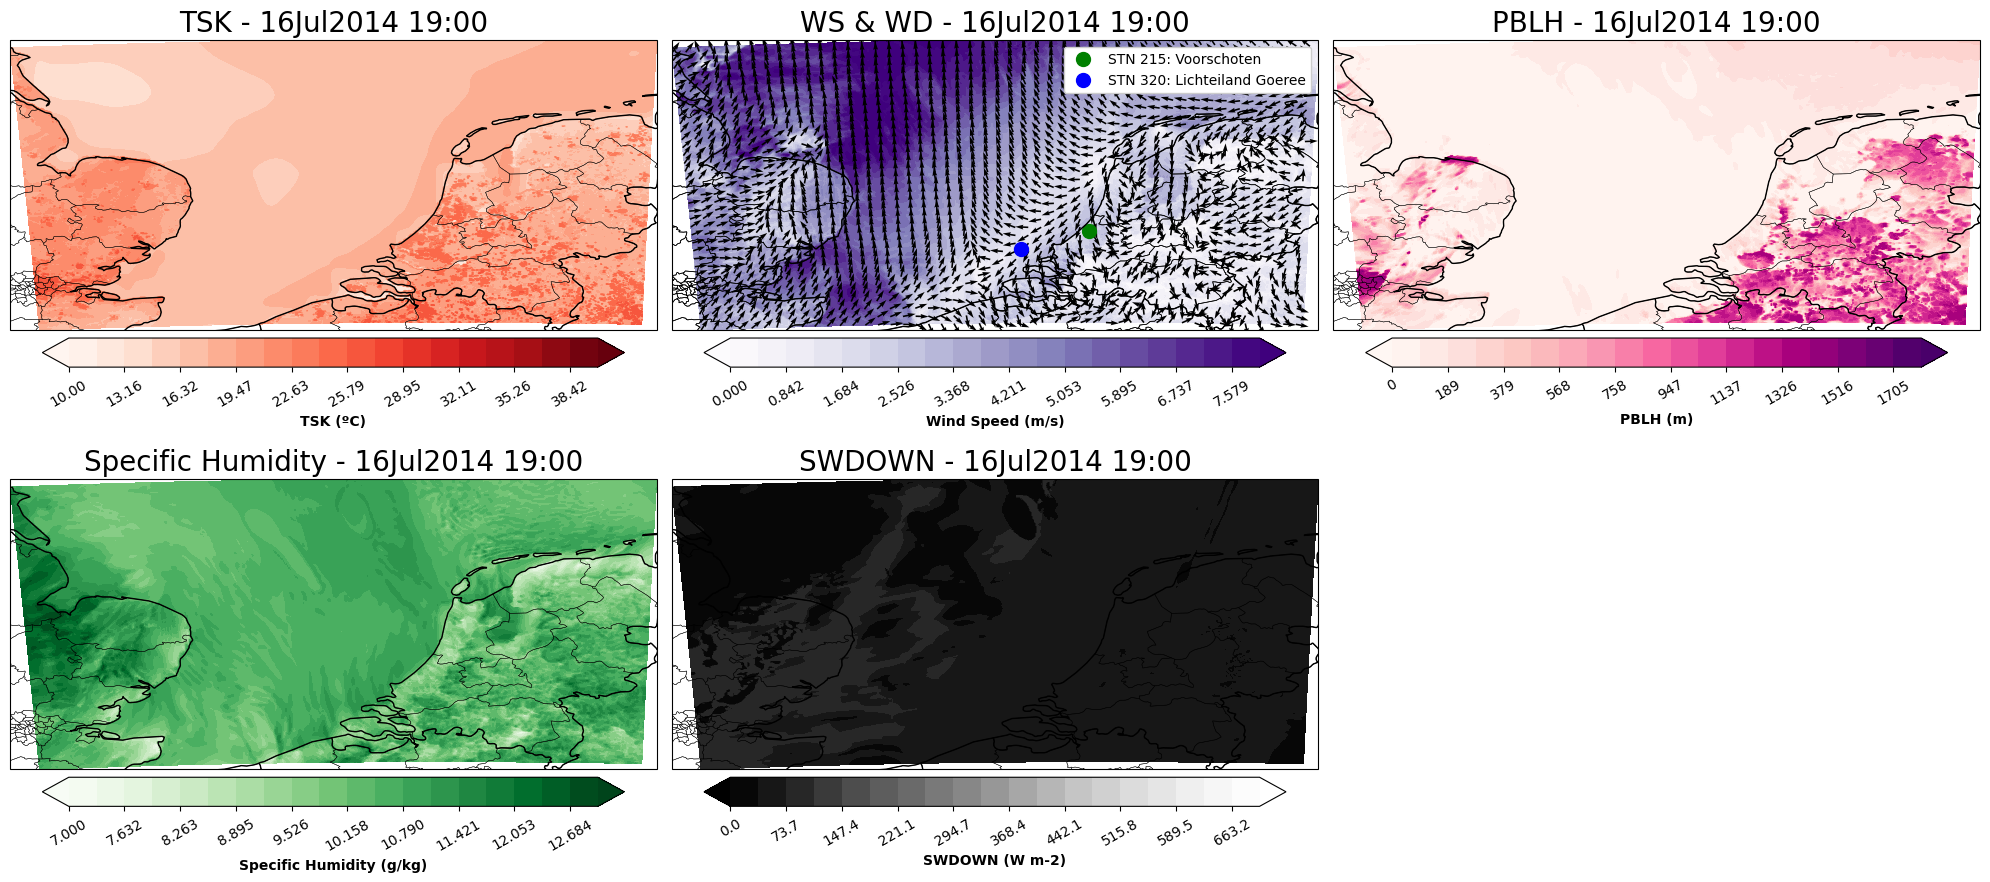 TSK - 16Jul2014 19:00
10.00 13.16 16.32 19.47 22.63 25.79 28.95 32.11 35.26 38.42
TSK (ºC)
WS & WD - 16Jul2014 19:00
STN 215: Voorschoten
STN 320: Lichteiland Goeree
0.000 0.842 1.684 2.526 3.368 4.211 5.053 5.895 6.737 7.579
Wind Speed (m/s)
PBLH - 16Jul2014 19:00
0 189 379 568 758 947 1137 1326 1516 1705
PBLH (m)
Specific Humidity - 16Jul2014 19:00
7.000 7.632 8.263 8.895 9.526 10.158 10.790 11.421 12.053 12.684
Specific Humidity (g/kg)
SWDOWN - 16Jul2014 19:00
0.0 73.7 147.4 221.1 294.7 368.4 442.1 515.8 589.5 663.2
SWDOWN (W m-2)